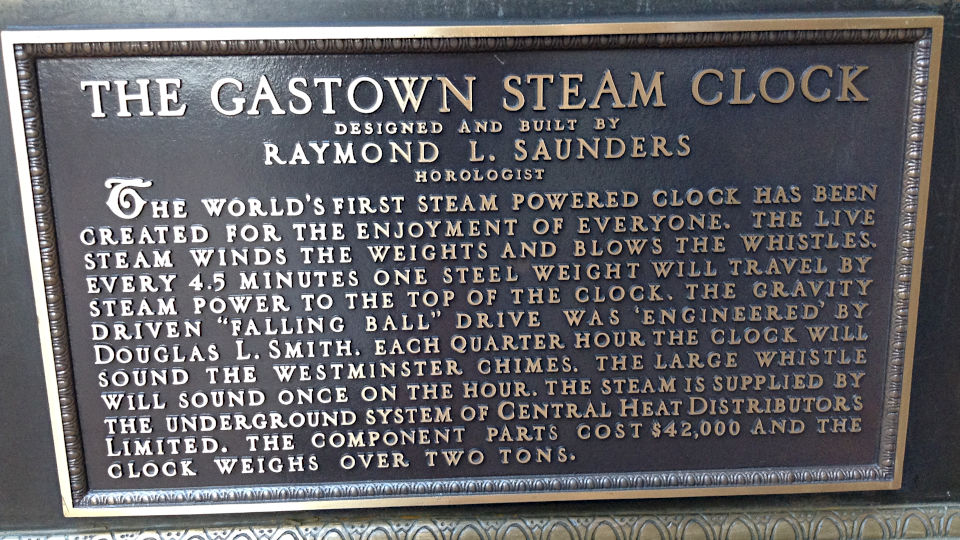 THE GASTOWN STEAM CLOCK
DESIGNED AND BUILT BY
RAYMOND L. SAUNDERS
HOROLOGIST
THE WORLD'S FIRST STEAM POWERED CLOCK HAS BEEN
CREATED FOR THE ENJOYMENT OF EVERYONE. THE LIVE
STEAM WINDS THE WEIGHTS AND BLOWS THE WHISTLES.
EVERY 4.5 MINUTES ONE STEEL WEIGHT WILL TRAVEL BY
STEAM POWER TO THE TOP OF THE CLOCK. THE GRAVITY
DRIVEN "FALLING BALL" DRIVE WAS 'ENGINEERED' BY
DOUGLAS L. SMITH. EACH QUARTER HOUR THE CLOCK WILL
SOUND THE WESTMINSTER CHIMES. THE LARGE WHISTLE
WILL SOUND ONCE ON THE HOUR. THE STEAM IS SUPPLIED BY
THE UNDERGROUND SYSTEM OF CENTRAL HEAT DISTRIBUTORS
LIMITED. THE COMPONENT PARTS COST $42,000 AND THE
CLOCK WEIGHS OVER TWO TONS.